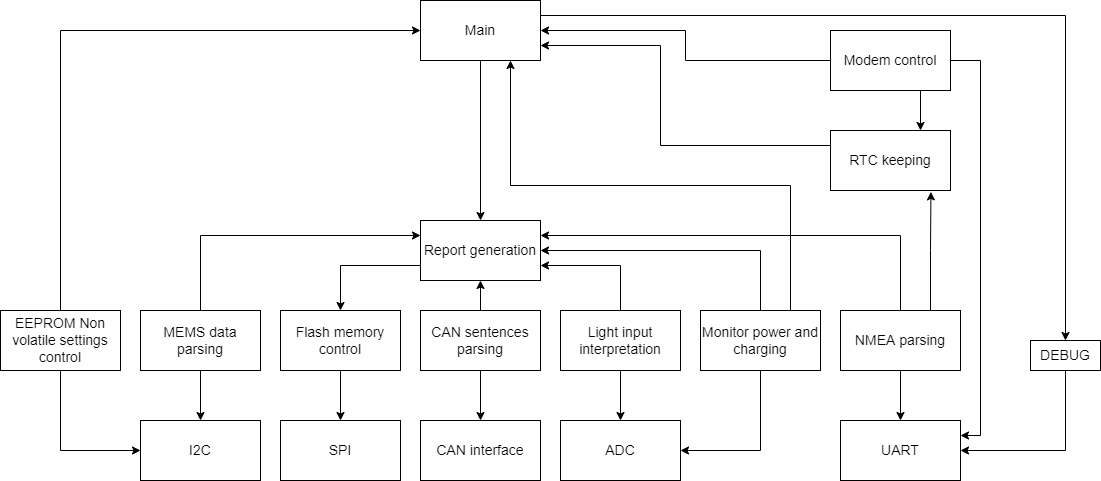 Main
Modem control
RTC keeping
Report generation
EEPROM Non
volatile settings
control
MEMS data
parsing
Flash memory
control
CAN sentences
parsing
Light input
interpretation
Monitor power and
charging
NMEA parsing
DEBUG
I2C
SPI
CAN interface
ADC
UART